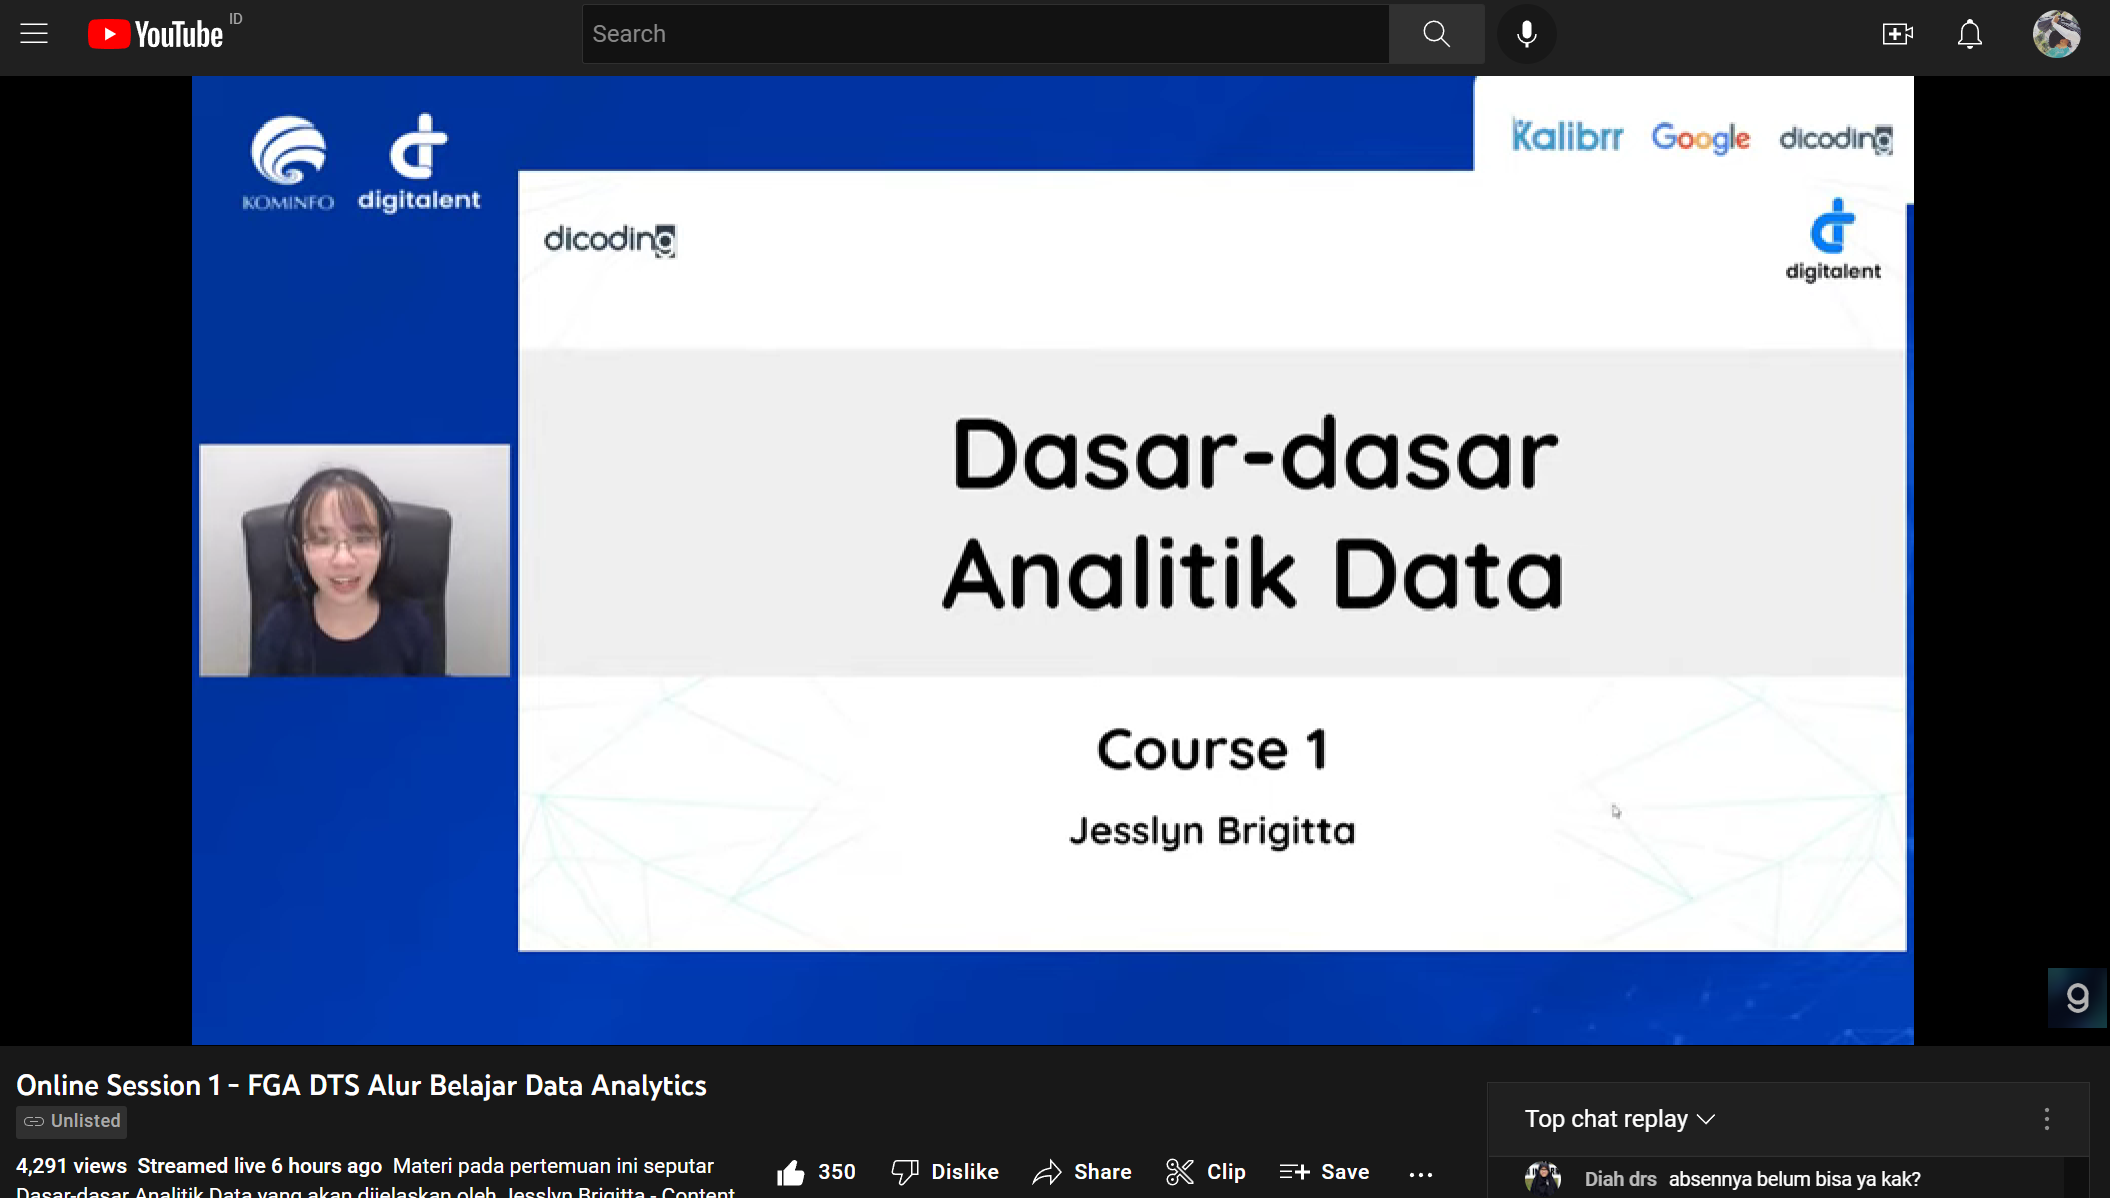 YouTube ID
Search
KOMINFO
digitalent
Kalibrr Google dicoding
dicoding
digitalent
Dasar-dasar
Analitik Data
Course 1
Jesslyn Brigitta
g
Online Session 1 - FGA DTS Alur Belajar Data Analytics
Unlisted
4,291 views Streamed live 6 hours ago Materi pada pertemuan ini seputar
Dasar-dasar Analitik Data yang akan dijelaskan oleh Jesslyn Brigitta - Content
350 Dislike Share Clip Save
Top chat replay
Diah drs absennya belum bisa ya kak?